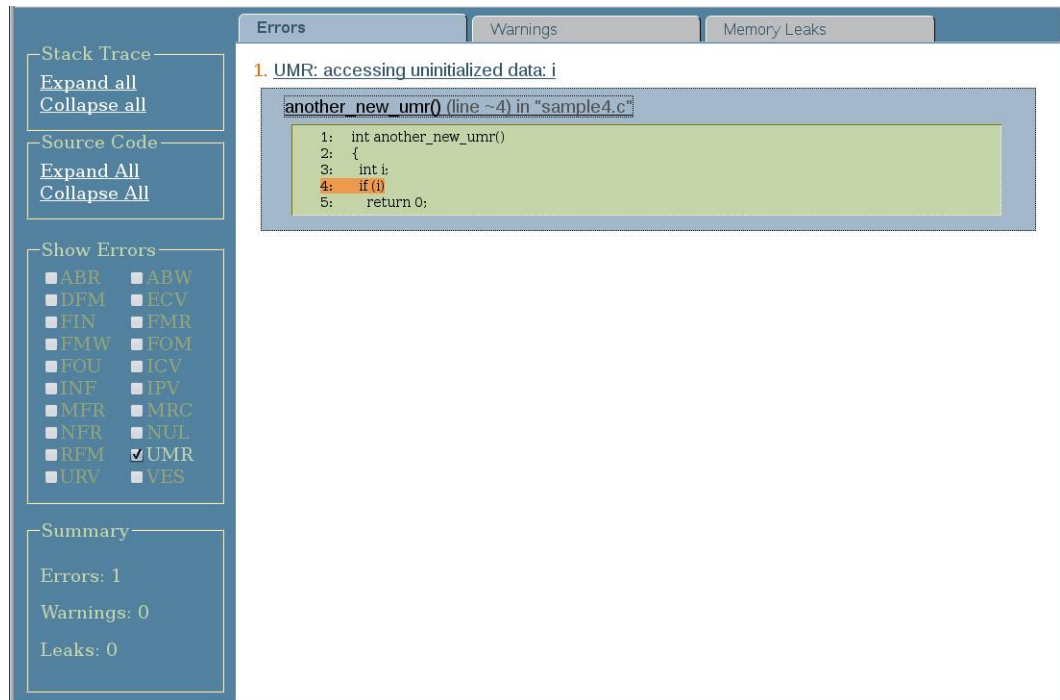 Errors
Warnings
Memory Leaks
Stack Trace
Expand all
Collapse all
Source Code
Expand All
Collapse All
Show Errors
ABR ABW
DFM ECV
FIN FMR
FMW FOM
FOU ICV
INF IPV
MFR MRC
NFR NUL
RFM UMR
URV VES
Summary
Errors: 1
Warnings: 0
Leaks: 0
1. UMR: accessing uninitialized data: i
another_new_umr() (line ~4) in "sample4.c"
1: int another_new_umr()
2: {
3: int i;
4: if (i)
5: return 0;